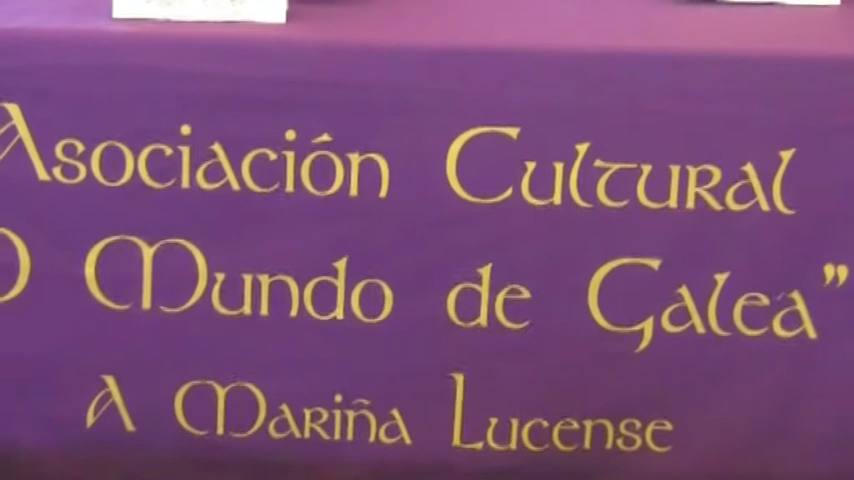 Asociación Cultural
O Mundo de Galea”
A Mariña Lucense